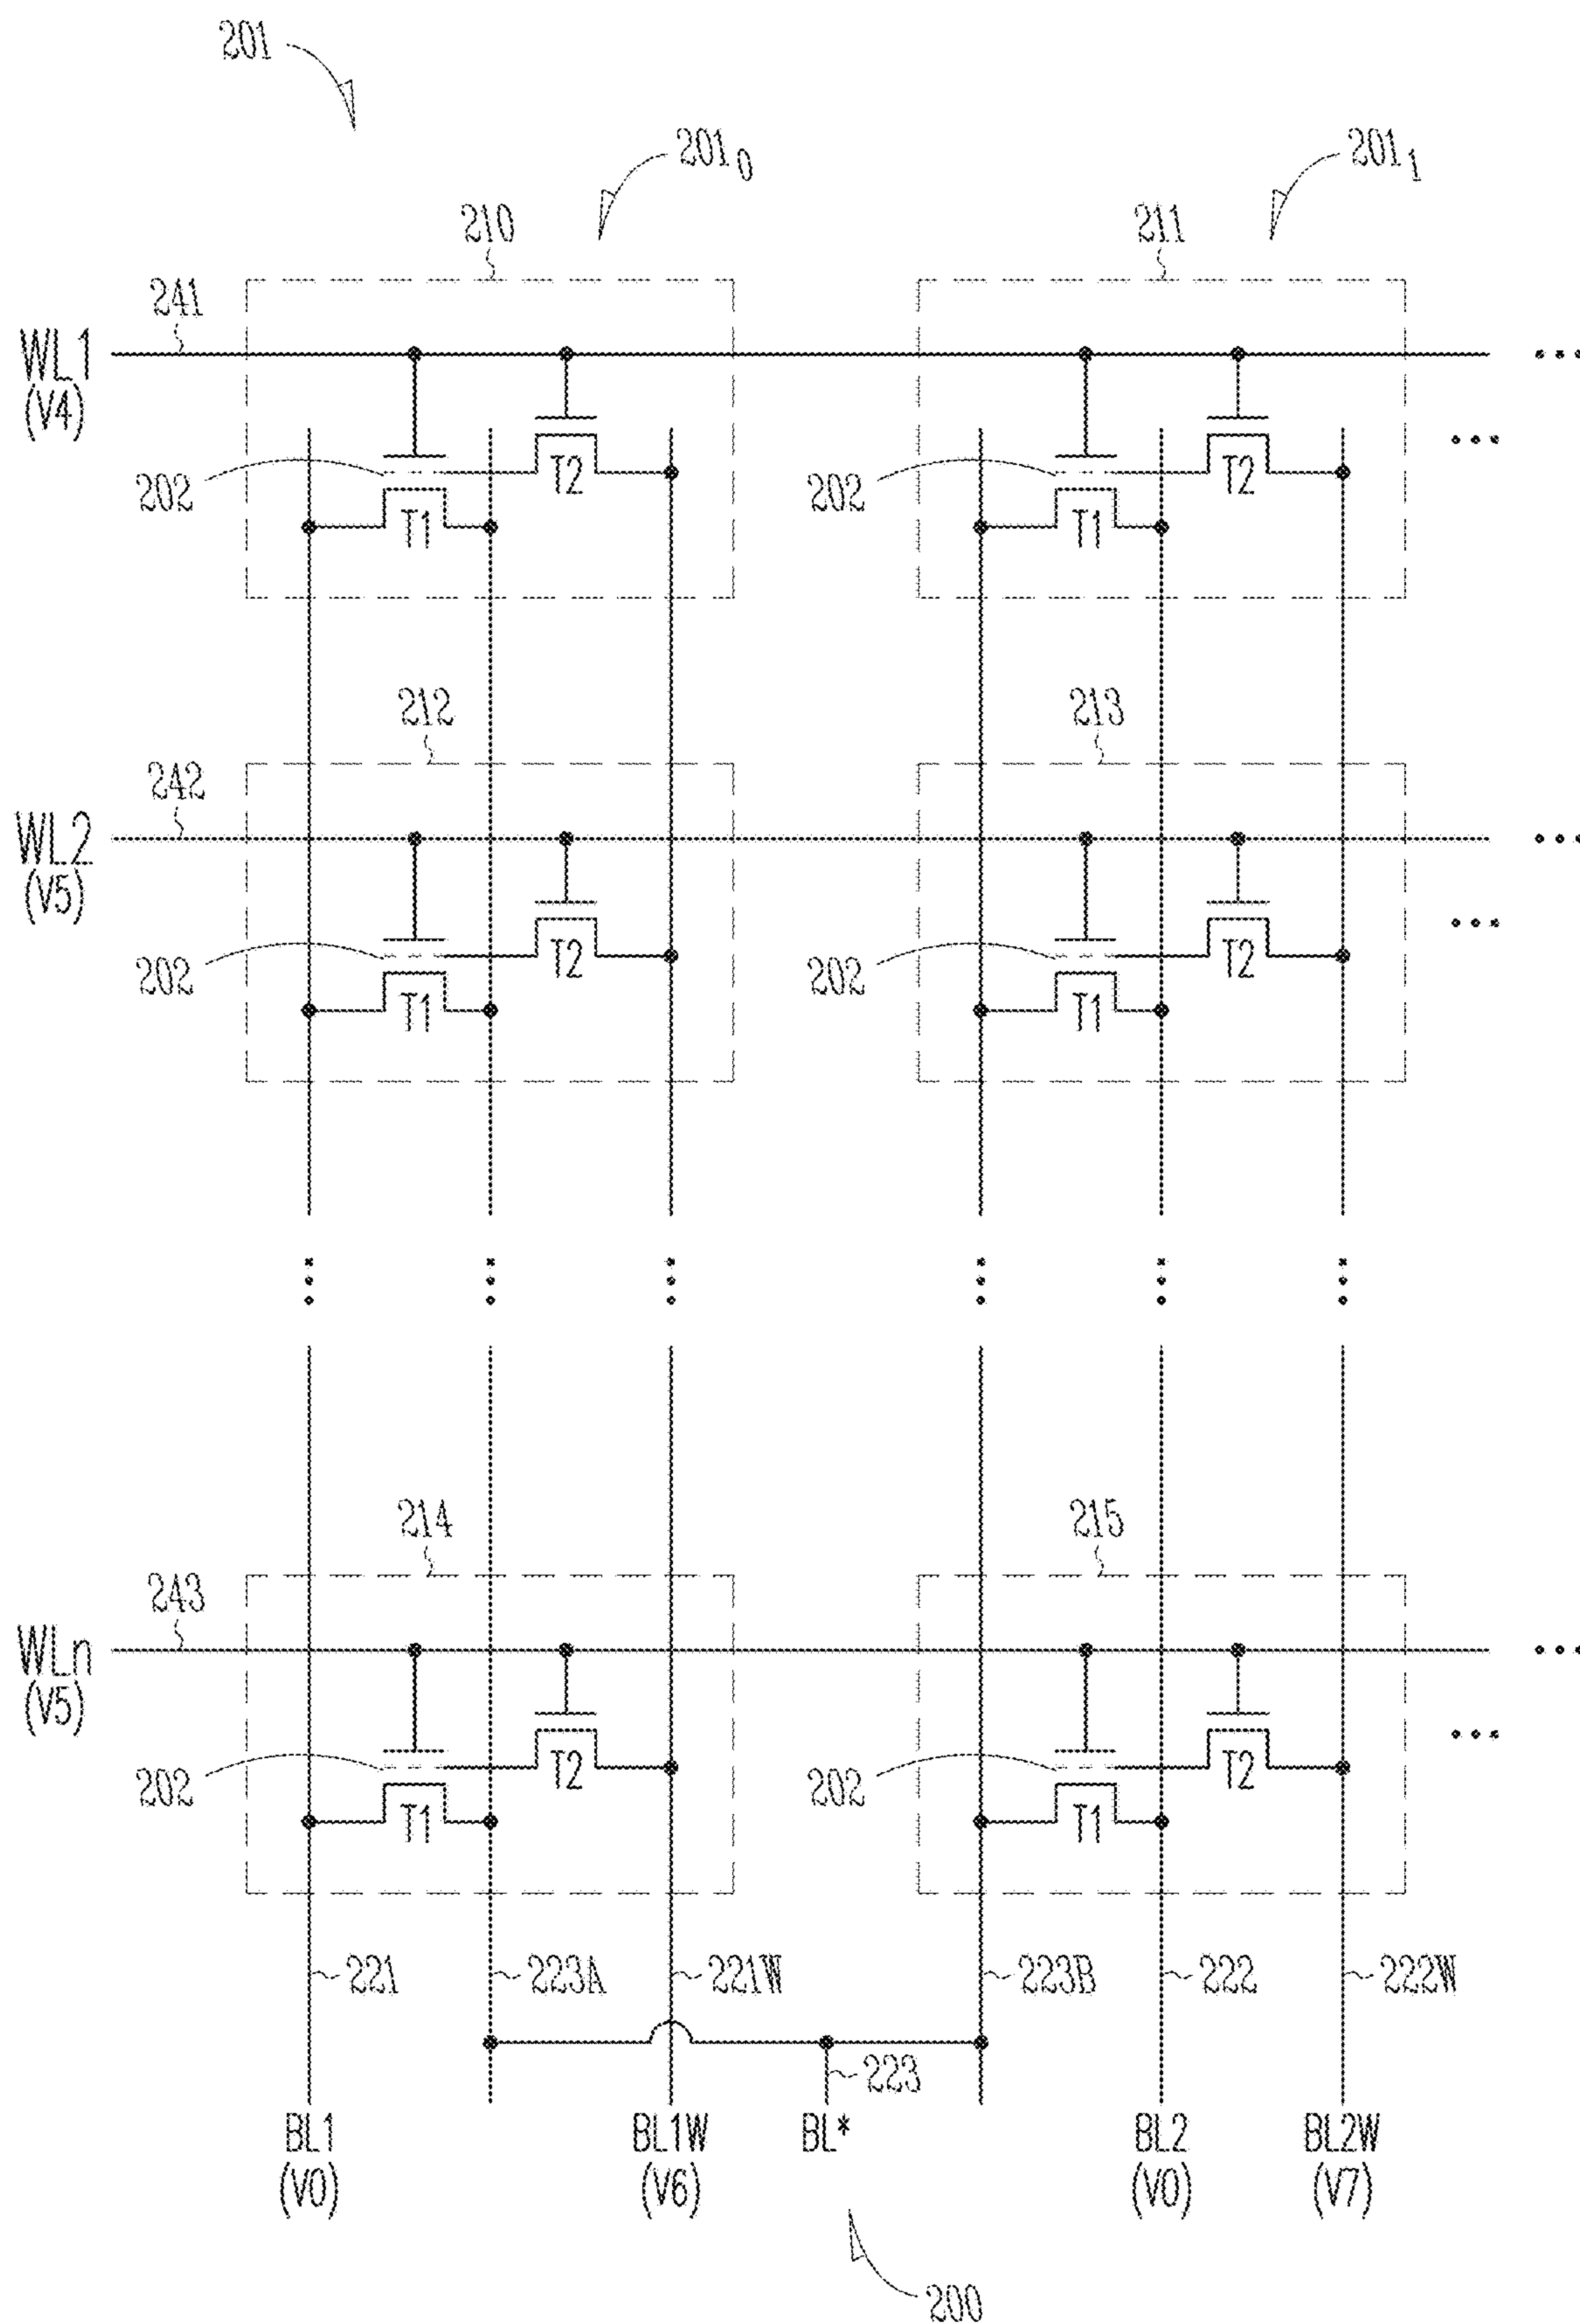 201
201₀ 201₁
210 211
241
WL1
(V4)
202 T1 T2 202 T1 T2
212 213
242
WL2
(V5)
202 T1 T2 202 T1 T2
214 215
243
WLn
(V5)
202 T1 T2 202 T1 T2
221 223A 221W 223B 222 222W
223
BL1 BL1W BL* BL2 BL2W
(V0) (V6) (V0) (V7)
200